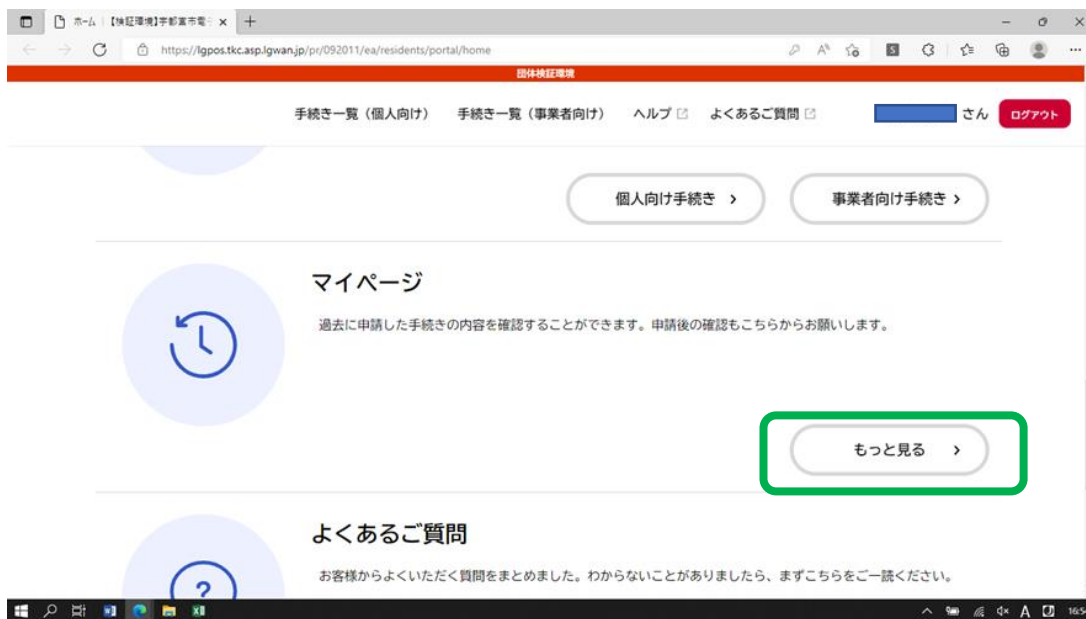 ホーム | 【検証環境】宇都宮市電子
https://lgpos.tkc.asp.lgwan.jp/pr/092011/ea/residents/portal/home
団体検証環境
手続き一覧（個人向け） 手続き一覧（事業者向け） ヘルプ よくあるご質問 さん ログアウト
個人向け手続き 事業者向け手続き
マイページ
過去に申請した手続きの内容を確認することができます。申請後の確認もこちらからお願いします。
もっと見る
よくあるご質問
お客様からよくいただく質問をまとめました。わからないことがありましたら、まずこちらをご一読ください。
A 16:54